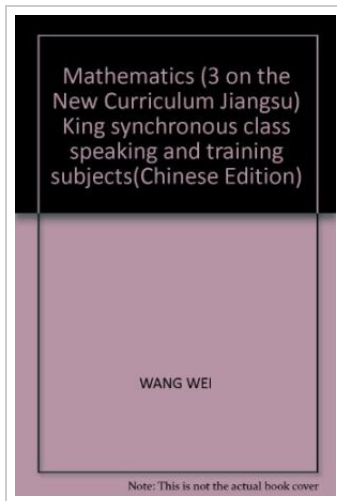 Mathematics (3 on the
New Curriculum Jiangsu)
King synchronous class
speaking and training
subjects(Chinese Edition)
WANG WEI
Note: This is not the actual book cover